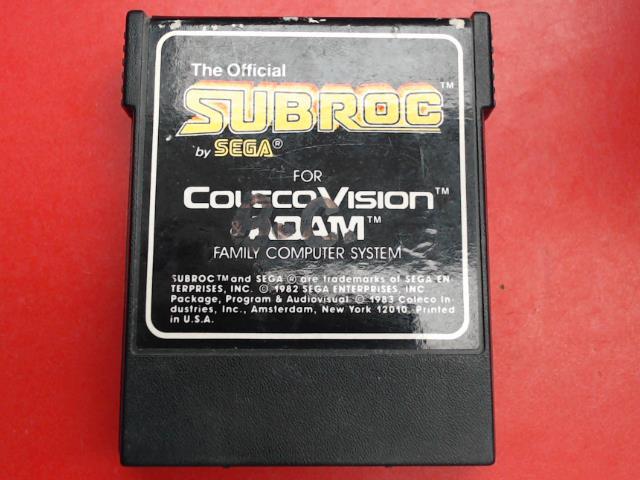 The Official
SUBROC™
by SEGA®
FOR
COLECOVISION™
& ADAM™
FAMILY COMPUTER SYSTEM
SUBROC™ and SEGA® are trademarks of SEGA EN-
TERPRISES, INC. © 1982 SEGA ENTERPRISES, INC.
Package, Program & Audiovisual © 1983 Coleco In-
dustries, Inc., Amsterdam, New York 12010. Printed
in U.S.A.